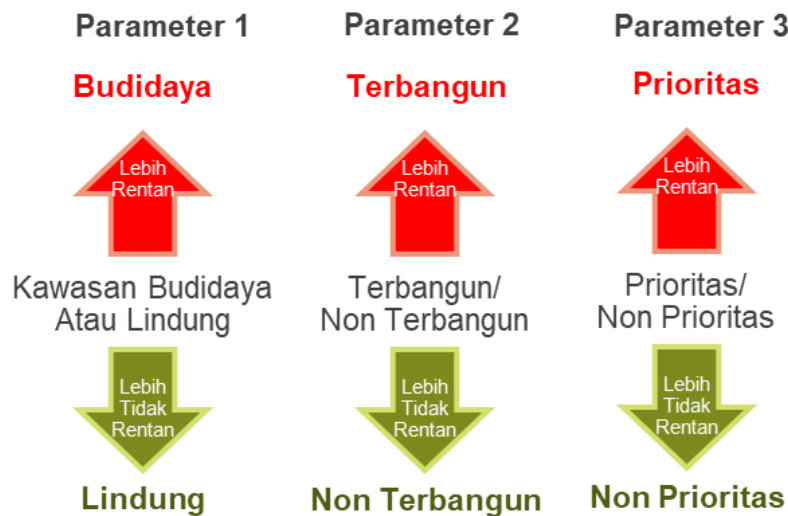 Parameter 1
Budidaya
Lebih
Rentan
Kawasan Budidaya
Atau Lindung
Lebih
Tidak
Rentan
Lindung
Parameter 2
Terbangun
Lebih
Rentan
Terbangun/
Non Terbangun
Lebih
Tidak
Rentan
Non Terbangun
Parameter 3
Prioritas
Lebih
Rentan
Prioritas/
Non Prioritas
Lebih
Tidak
Rentan
Non Prioritas